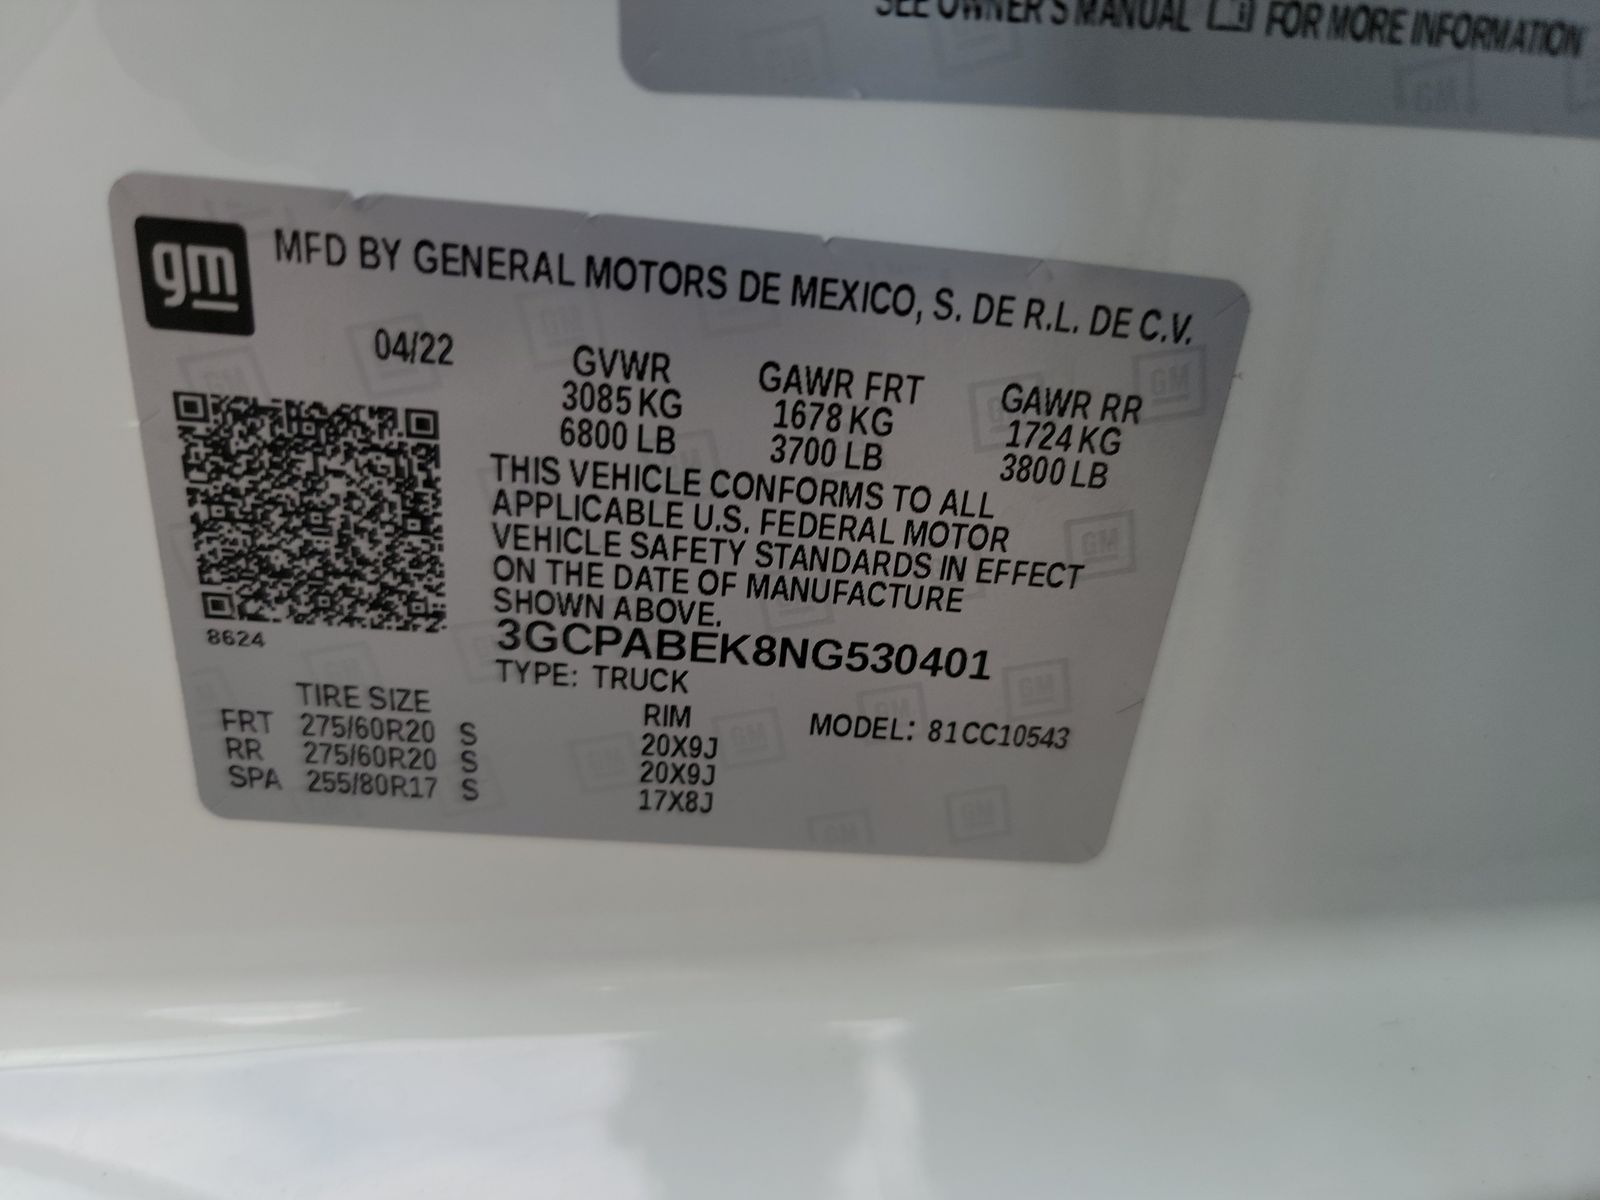 SEE OWNER'S MANUAL FOR MORE INFORMATION
gm
MFD BY GENERAL MOTORS DE MEXICO, S. DE R.L. DE C.V.
04/22
GVWR GAWR FRT GAWR RR
3085 KG 1678 KG 1724 KG
6800 LB 3700 LB 3800 LB
THIS VEHICLE CONFORMS TO ALL
APPLICABLE U.S. FEDERAL MOTOR
VEHICLE SAFETY STANDARDS IN EFFECT
ON THE DATE OF MANUFACTURE
SHOWN ABOVE.
8624
3GCPABEK8NG530401
TYPE: TRUCK
TIRE SIZE RIM MODEL: 81CC10543
FRT 275/60R20 S 20X9J
RR 275/60R20 S 20X9J
SPA 255/80R17 S 17X8J